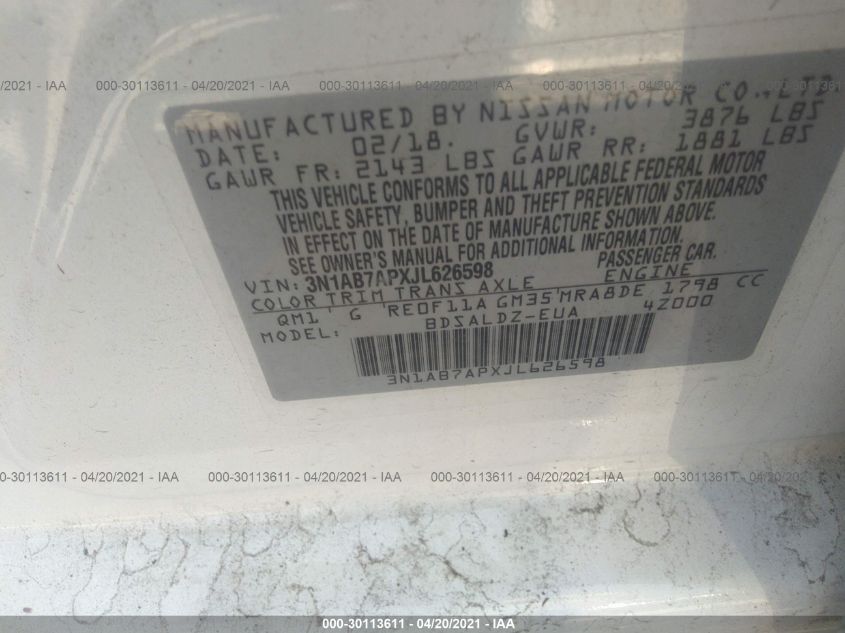 /2021 - IAA 000-30113611 - 04/20/2021 - IAA 000-30113611 - 04/20/2021 - IAA 000-30113611 - 04/20/2021 - IAA
MANUFACTURED BY NISSAN MOTOR CO.,LTD
DATE: 02/18. GVWR: 3876 LBS
GAWR FR: 2143 LBS GAWR RR: 1881 LBS
THIS VEHICLE CONFORMS TO ALL APPLICABLE FEDERAL MOTOR
VEHICLE SAFETY, BUMPER AND THEFT PREVENTION STANDARDS
IN EFFECT ON THE DATE OF MANUFACTURE SHOWN ABOVE.
SEE OWNER'S MANUAL FOR ADDITIONAL INFORMATION.
VIN: 3N1AB7APXJL626598 PASSENGER CAR.
COLOR TRIM TRANS AXLE ENGINE
QM1 G RE0F11A GM35 MRA8DE 1798 CC
MODEL: BDSALDZ-EUA 4Z000
3N1AB7APXJL626598
0-30113611 - 04/20/2021 - IAA 000-30113611 - 04/20/2021 - IAA 000-30113611 - 04/20/2021 - IAA 000-30113611 - 04/20/2021 - IAA
000-30113611 - 04/20/2021 - IAA